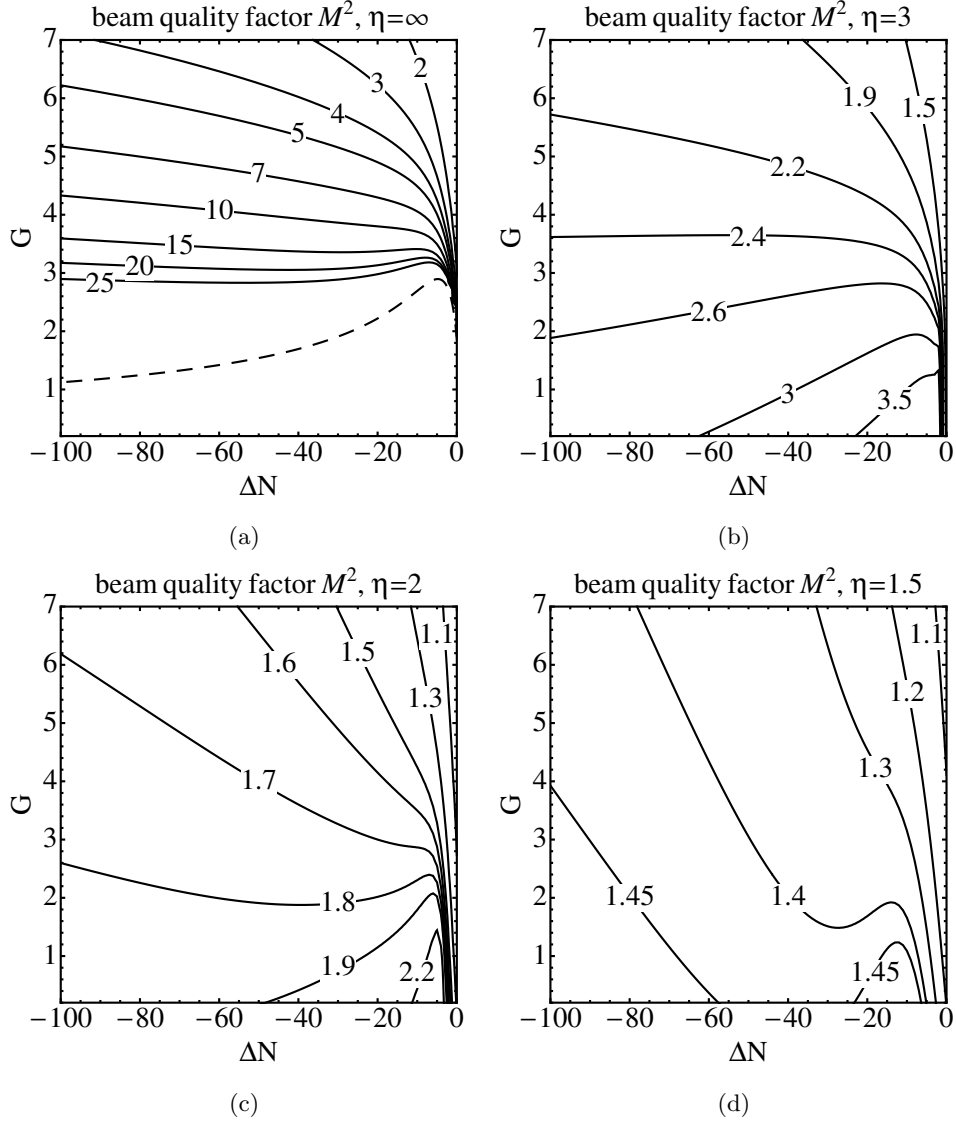 beam quality factor M², η=∞
7
6
5
4
3
2
1
G
2
3
4
5
7
10
15
20
25
−100 −80 −60 −40 −20 0
ΔN
(a)
beam quality factor M², η=3
7
6
5
4
3
2
1
G
1.5
1.9
2.2
2.4
2.6
3
3.5
−100 −80 −60 −40 −20 0
ΔN
(b)
beam quality factor M², η=2
7
6
5
4
3
2
1
G
1.1
1.5
1.6
1.3
1.7
1.8
1.9
2.2
−100 −80 −60 −40 −20 0
ΔN
(c)
beam quality factor M², η=1.5
7
6
5
4
3
2
1
G
1.1
1.2
1.3
1.4
1.45
1.45
−100 −80 −60 −40 −20 0
ΔN
(d)